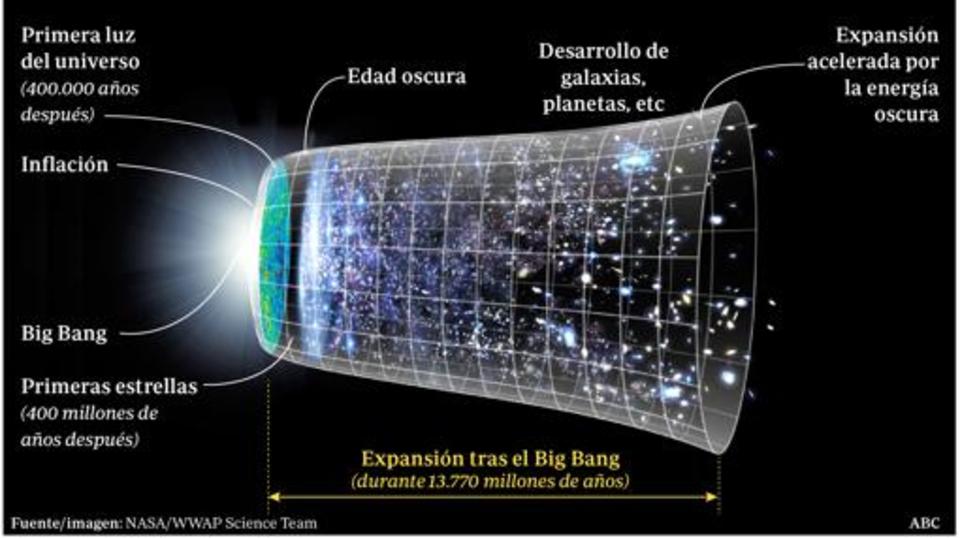 Primera luz
del universo
(400.000 años
después)
Inflación
Big Bang
Primeras estrellas
(400 millones de
años después)
Edad oscura
Desarrollo de
galaxias,
planetas, etc
Expansión
acelerada por
la energía
oscura
Expansión tras el Big Bang
(durante 13.770 millones de años)
Fuente/imagen: NASA/WWAP Science Team
ABC